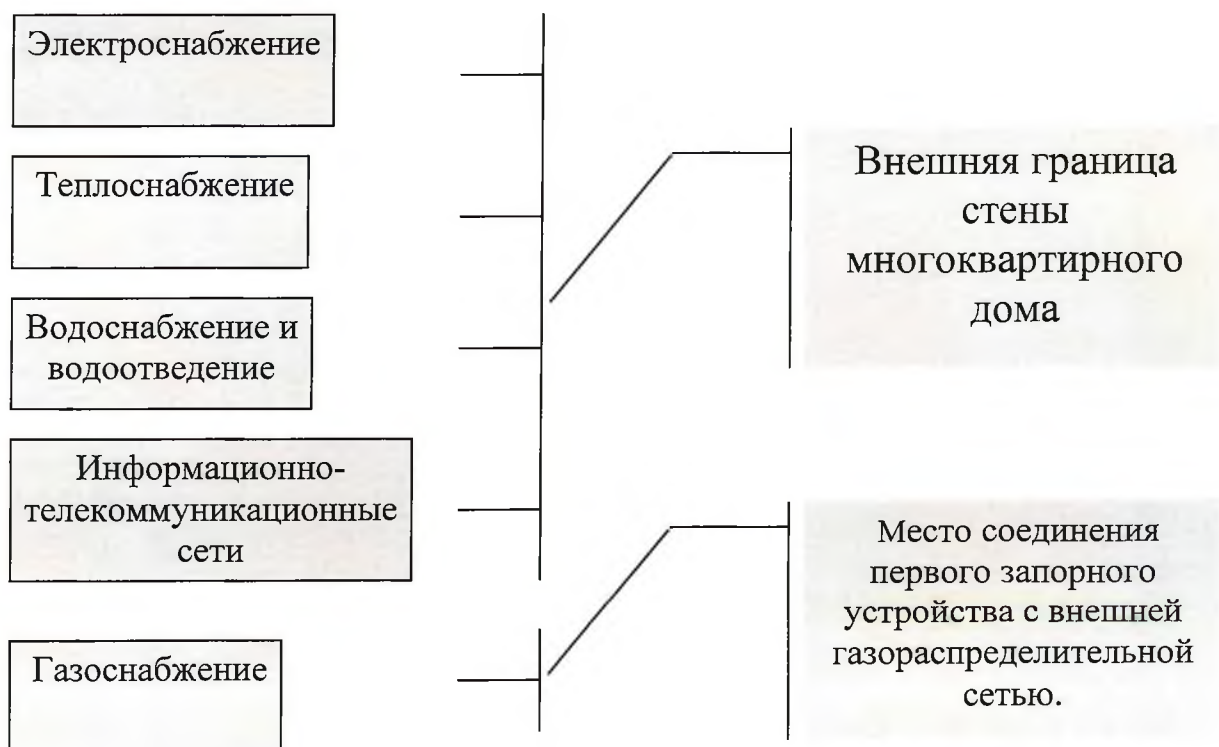 Электроснабжение
Теплоснабжение
Водоснабжение и
водоотведение
Информационно-
телекоммуникационные
сети
Газоснабжение
Внешняя граница
стены
многоквартирного
дома
Место соединения
первого запорного
устройства с внешней
газораспределительной
сетью.